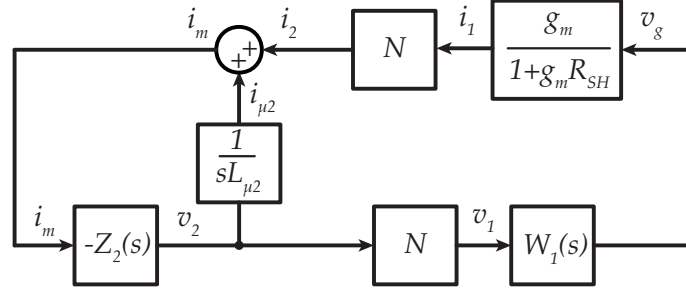 i_m
i_2
N
i_1
g_m
1+g_mR_SH
v_g
+
+
i_μ2
1
sL_μ2
i_m
-Z_2(s)
v_2
N
v_1
W_1(s)